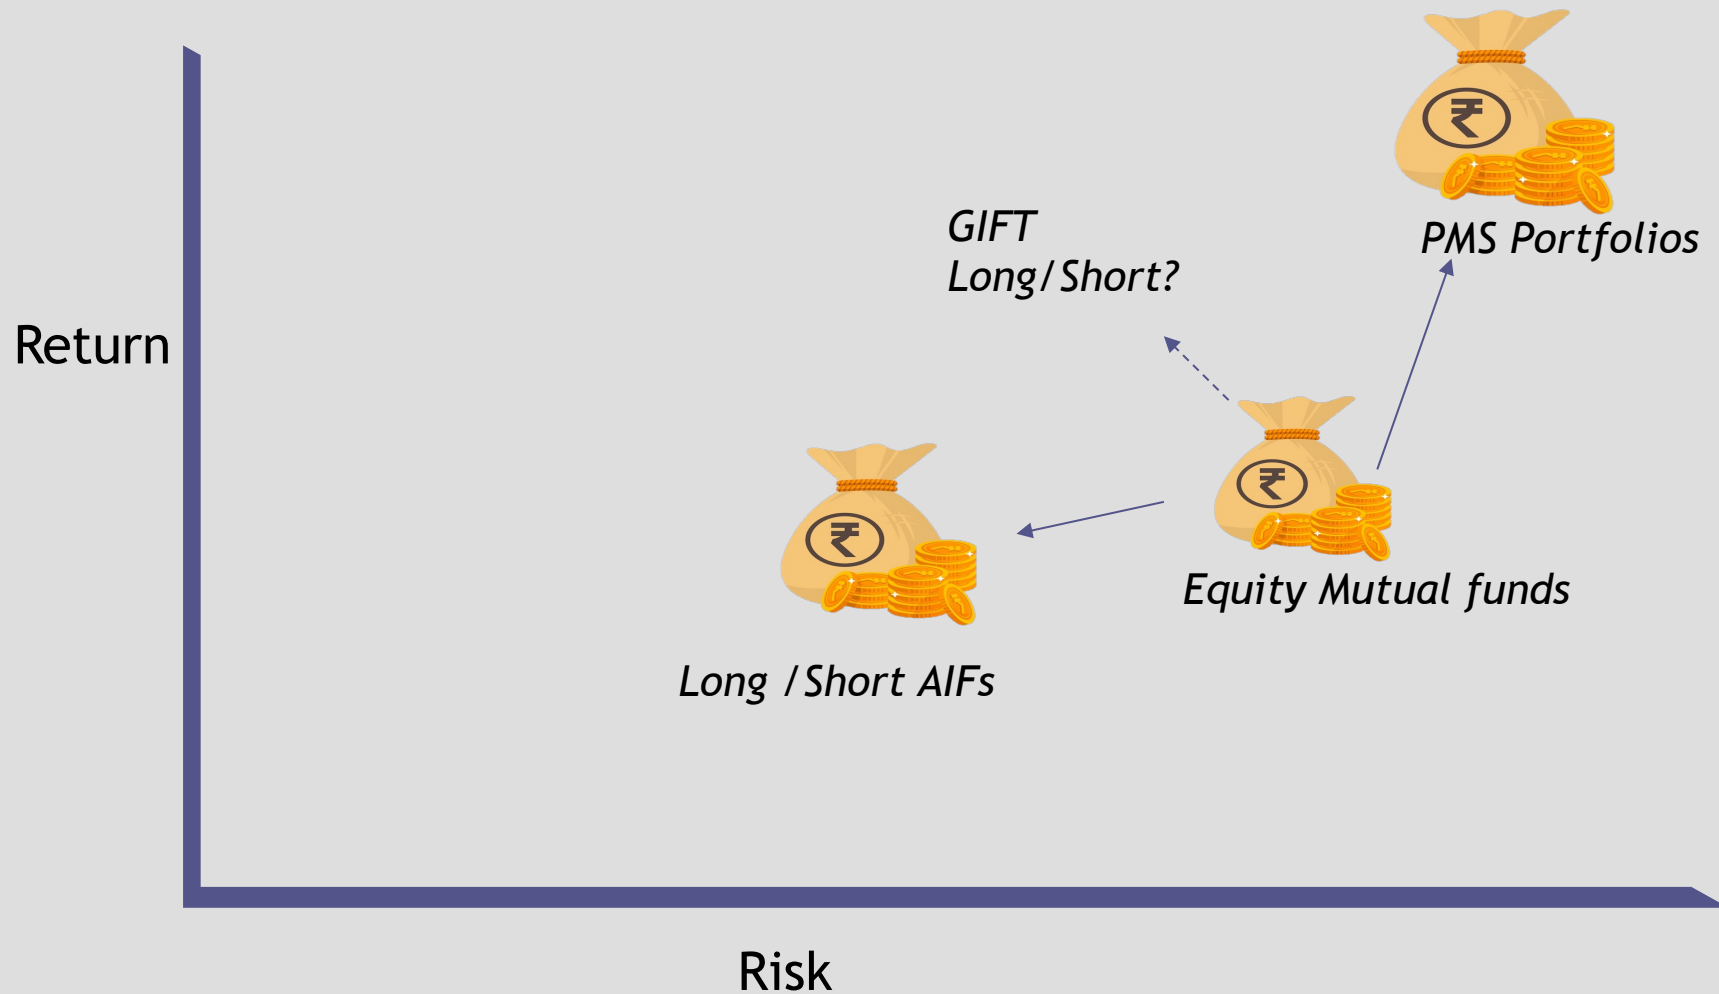 ₹
GIFT
Long/Short?
PMS Portfolios
Return
₹
₹
Equity Mutual funds
Long /Short AIFs
Risk